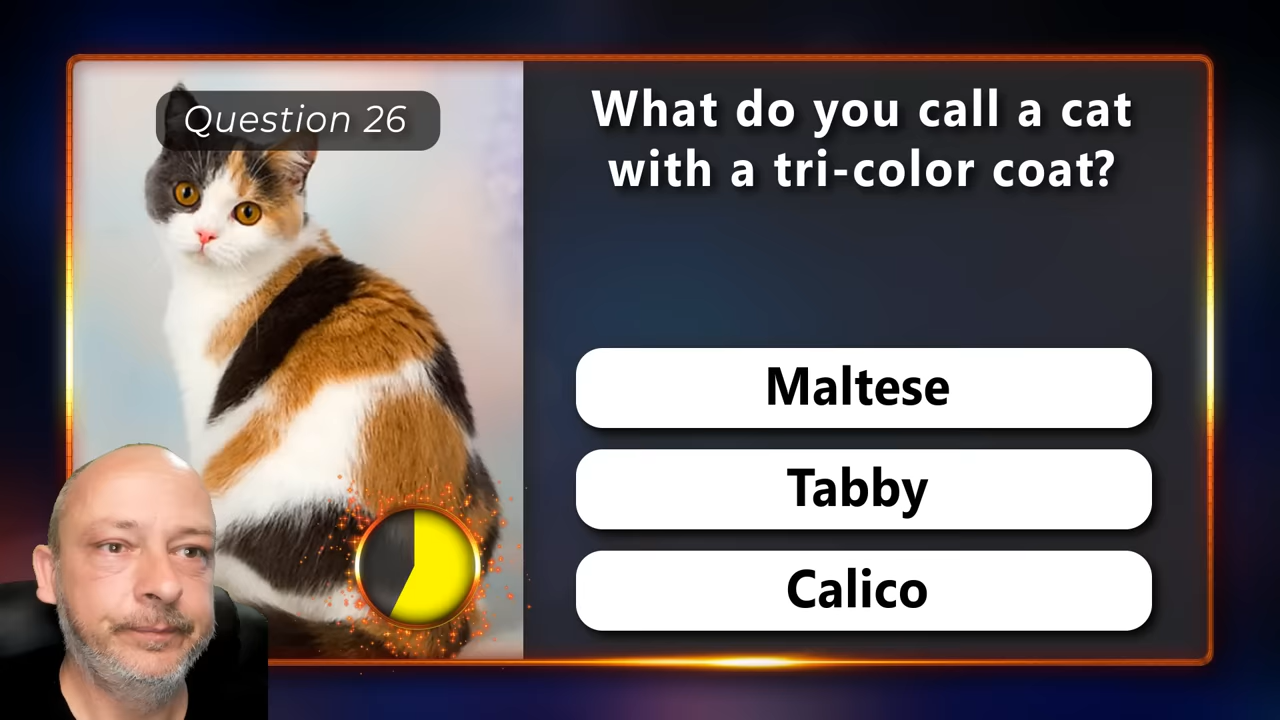 Question 26
What do you call a cat
with a tri-color coat?
Maltese
Tabby
Calico